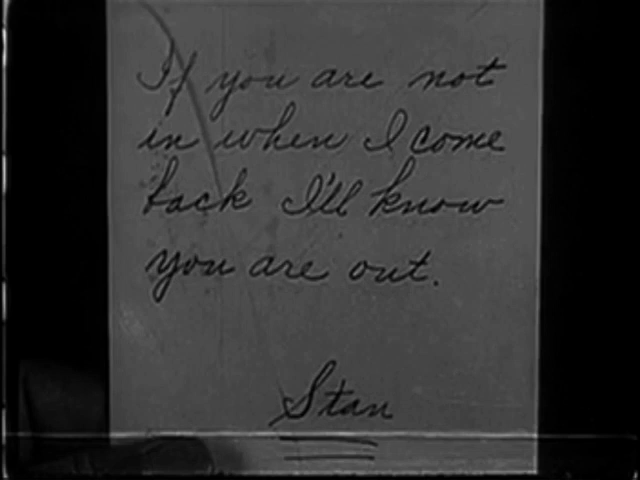 If you are not
in when I come
back I'll know
you are out.
Stan